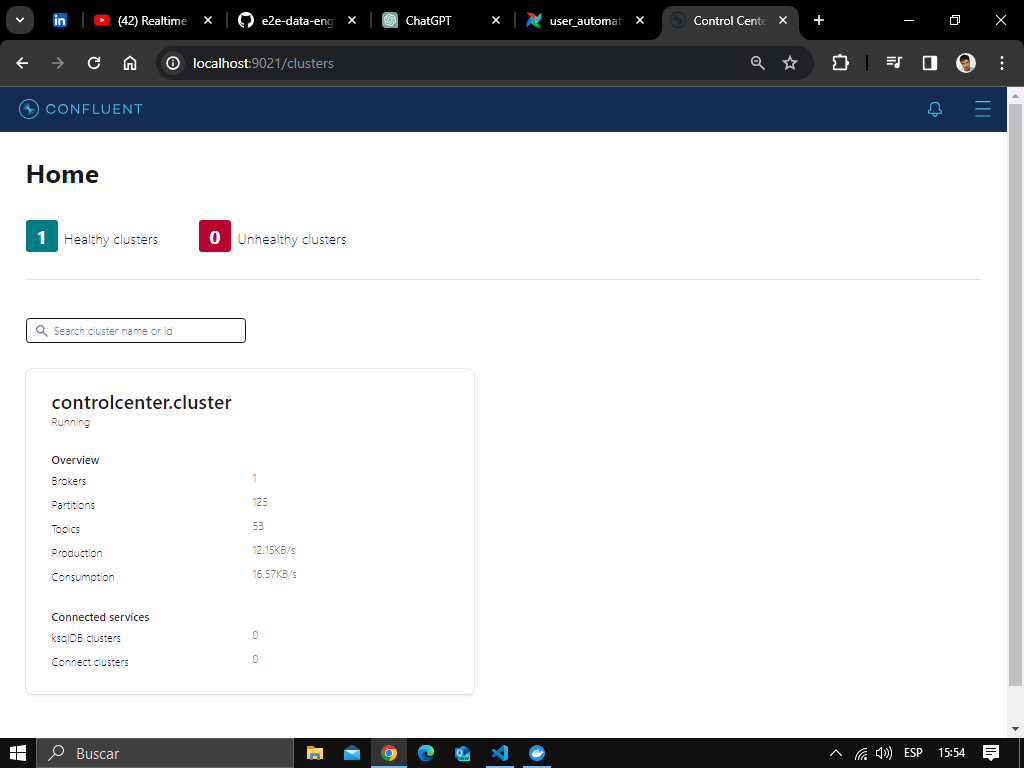 (42) Realtime
e2e-data-eng
ChatGPT
user_automat
Control Cente
localhost:9021/clusters
CONFLUENT
Home
1 Healthy clusters
0 Unhealthy clusters
Search cluster name or id
controlcenter.cluster
Running
Overview
Brokers 1
Partitions 125
Topics 53
Production 12.15KB/s
Consumption 16.57KB/s
Connected services
ksqlDB clusters 0
Connect clusters 0
Buscar
ESP
15:54